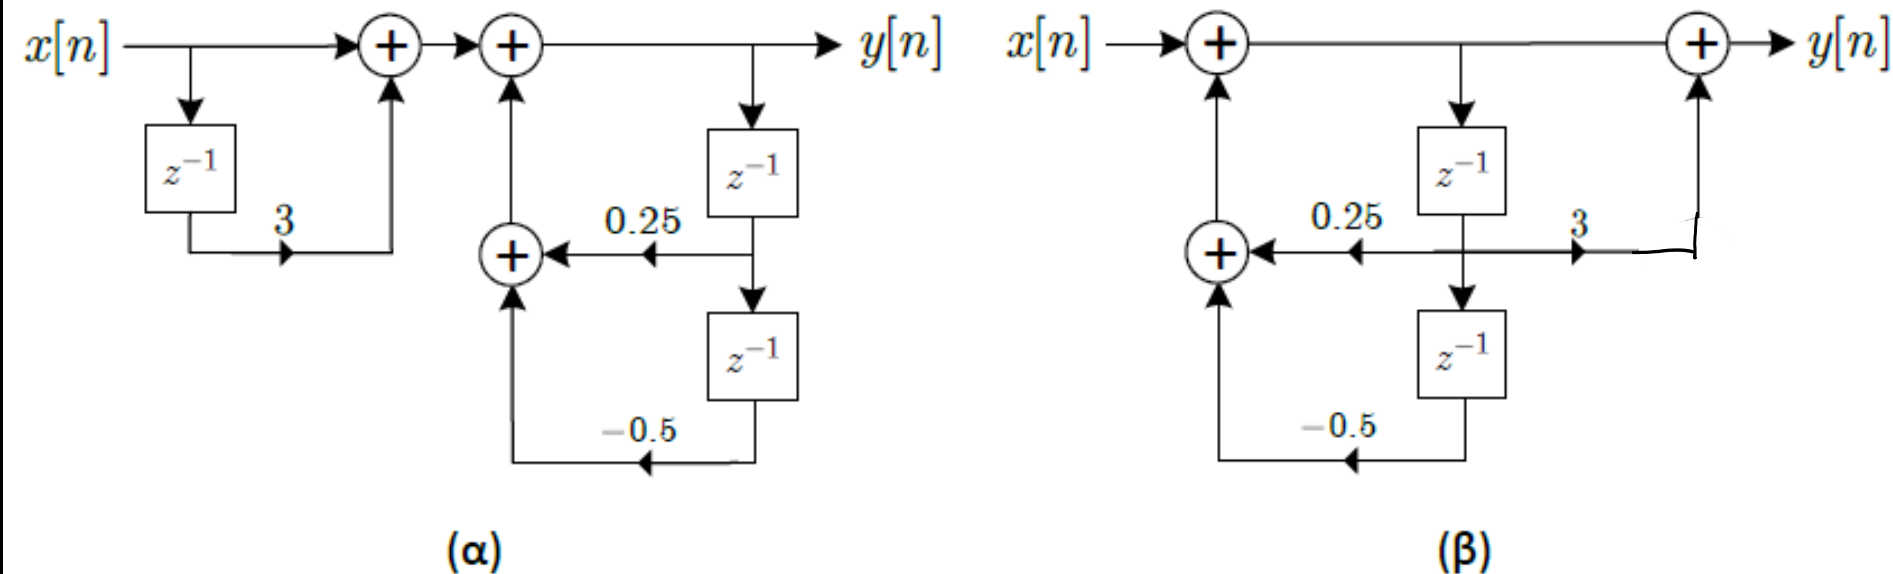 x[n] + + y[n] x[n] + + y[n]
z⁻¹ z⁻¹ z⁻¹
3 0.25 0.25 3
+ +
z⁻¹ z⁻¹
−0.5 −0.5
(α) (β)